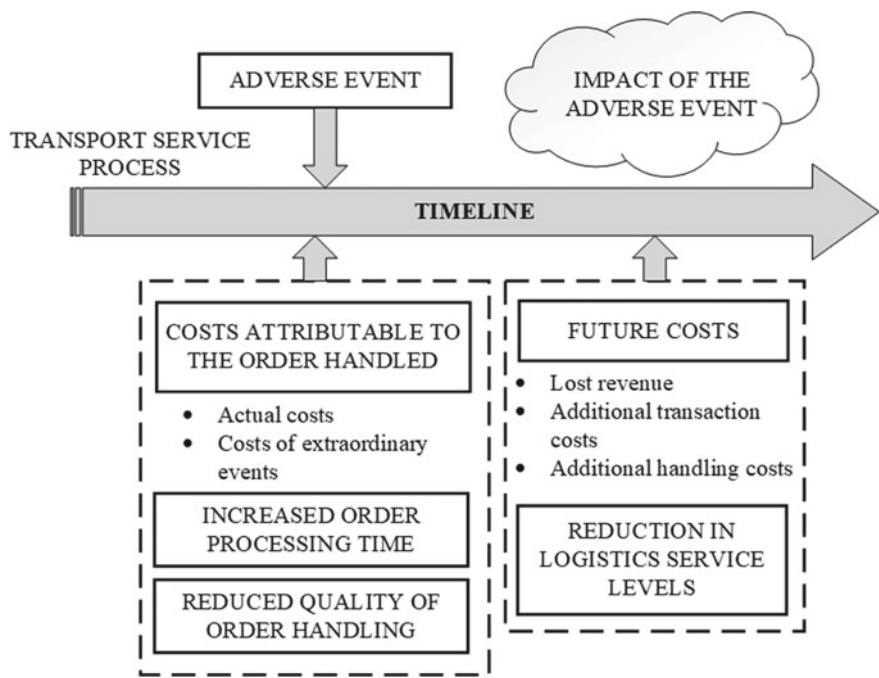 ADVERSE EVENT
IMPACT OF THE
ADVERSE EVENT
TRANSPORT SERVICE
PROCESS
TIMELINE
COSTS ATTRIBUTABLE TO
THE ORDER HANDLED
• Actual costs
• Costs of extraordinary
events
INCREASED ORDER
PROCESSING TIME
REDUCED QUALITY OF
ORDER HANDLING
FUTURE COSTS
• Lost revenue
• Additional transaction
costs
• Additional handling costs
REDUCTION IN
LOGISTICS SERVICE
LEVELS